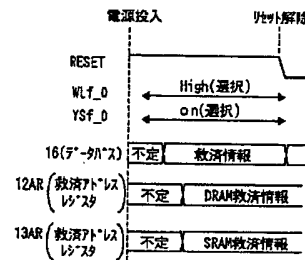 電源投入 リセット解除
RESET
WLf_0 High(選択)
YSf_0 on(選択)
16(データバス) 不定 救済情報
12AR (救済アドレスレジスタ) 不定 DRAM救済情報
13AR (救済アドレスレジスタ) 不定 SRAM救済情報